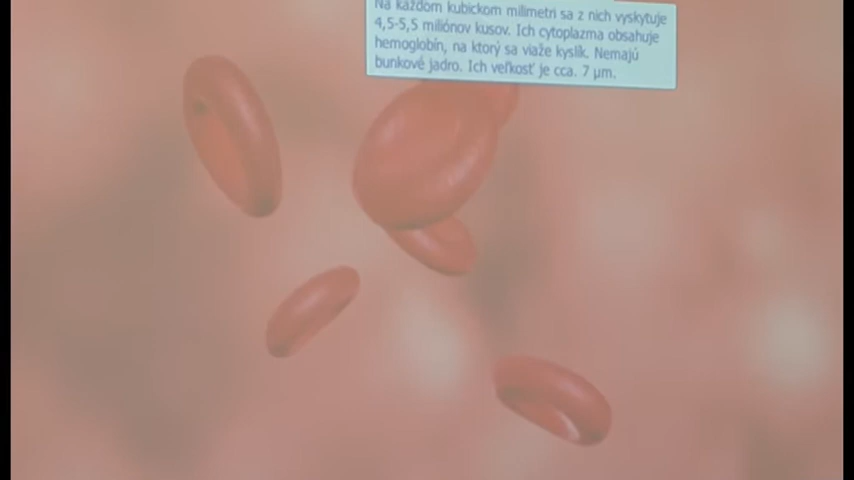 Na každom kubickom milimetri sa z nich vyskytuje
4,5-5,5 miliónov kusov. Ich cytoplazma obsahuje
hemoglobín, na ktorý sa viaže kyslík. Nemajú
bunkové jadro. Ich veľkosť je cca. 7 µm.